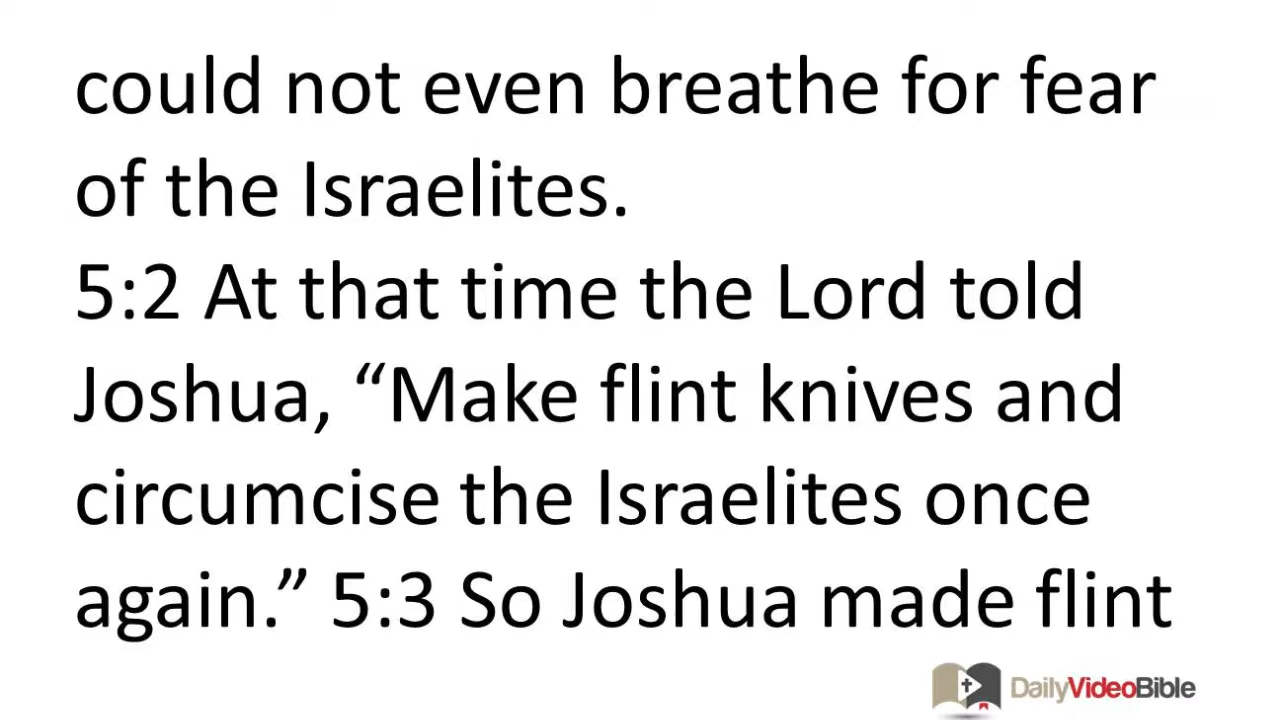 could not even breathe for fear
of the Israelites.
5:2 At that time the Lord told
Joshua, “Make flint knives and
circumcise the Israelites once
again.” 5:3 So Joshua made flint
DailyVideoBible